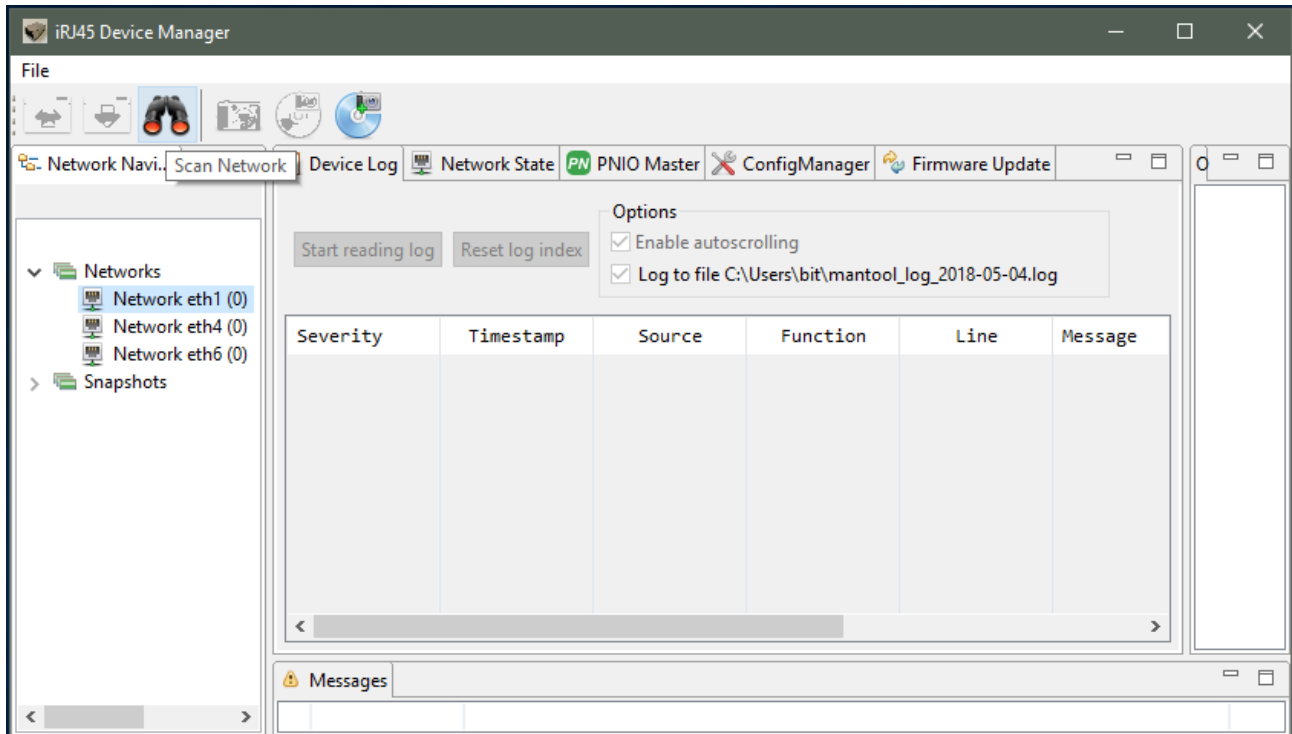 iRJ45 Device Manager
File
Network Navi..
Scan Network
Device Log
Network State
PN PNIO Master
ConfigManager
Firmware Update
O
Options
Start reading log
Reset log index
Enable autoscrolling
Log to file C:\Users\bit\mantool_log_2018-05-04.log
Networks
Network eth1 (0)
Network eth4 (0)
Network eth6 (0)
Snapshots
Severity Timestamp Source Function Line Message
Messages